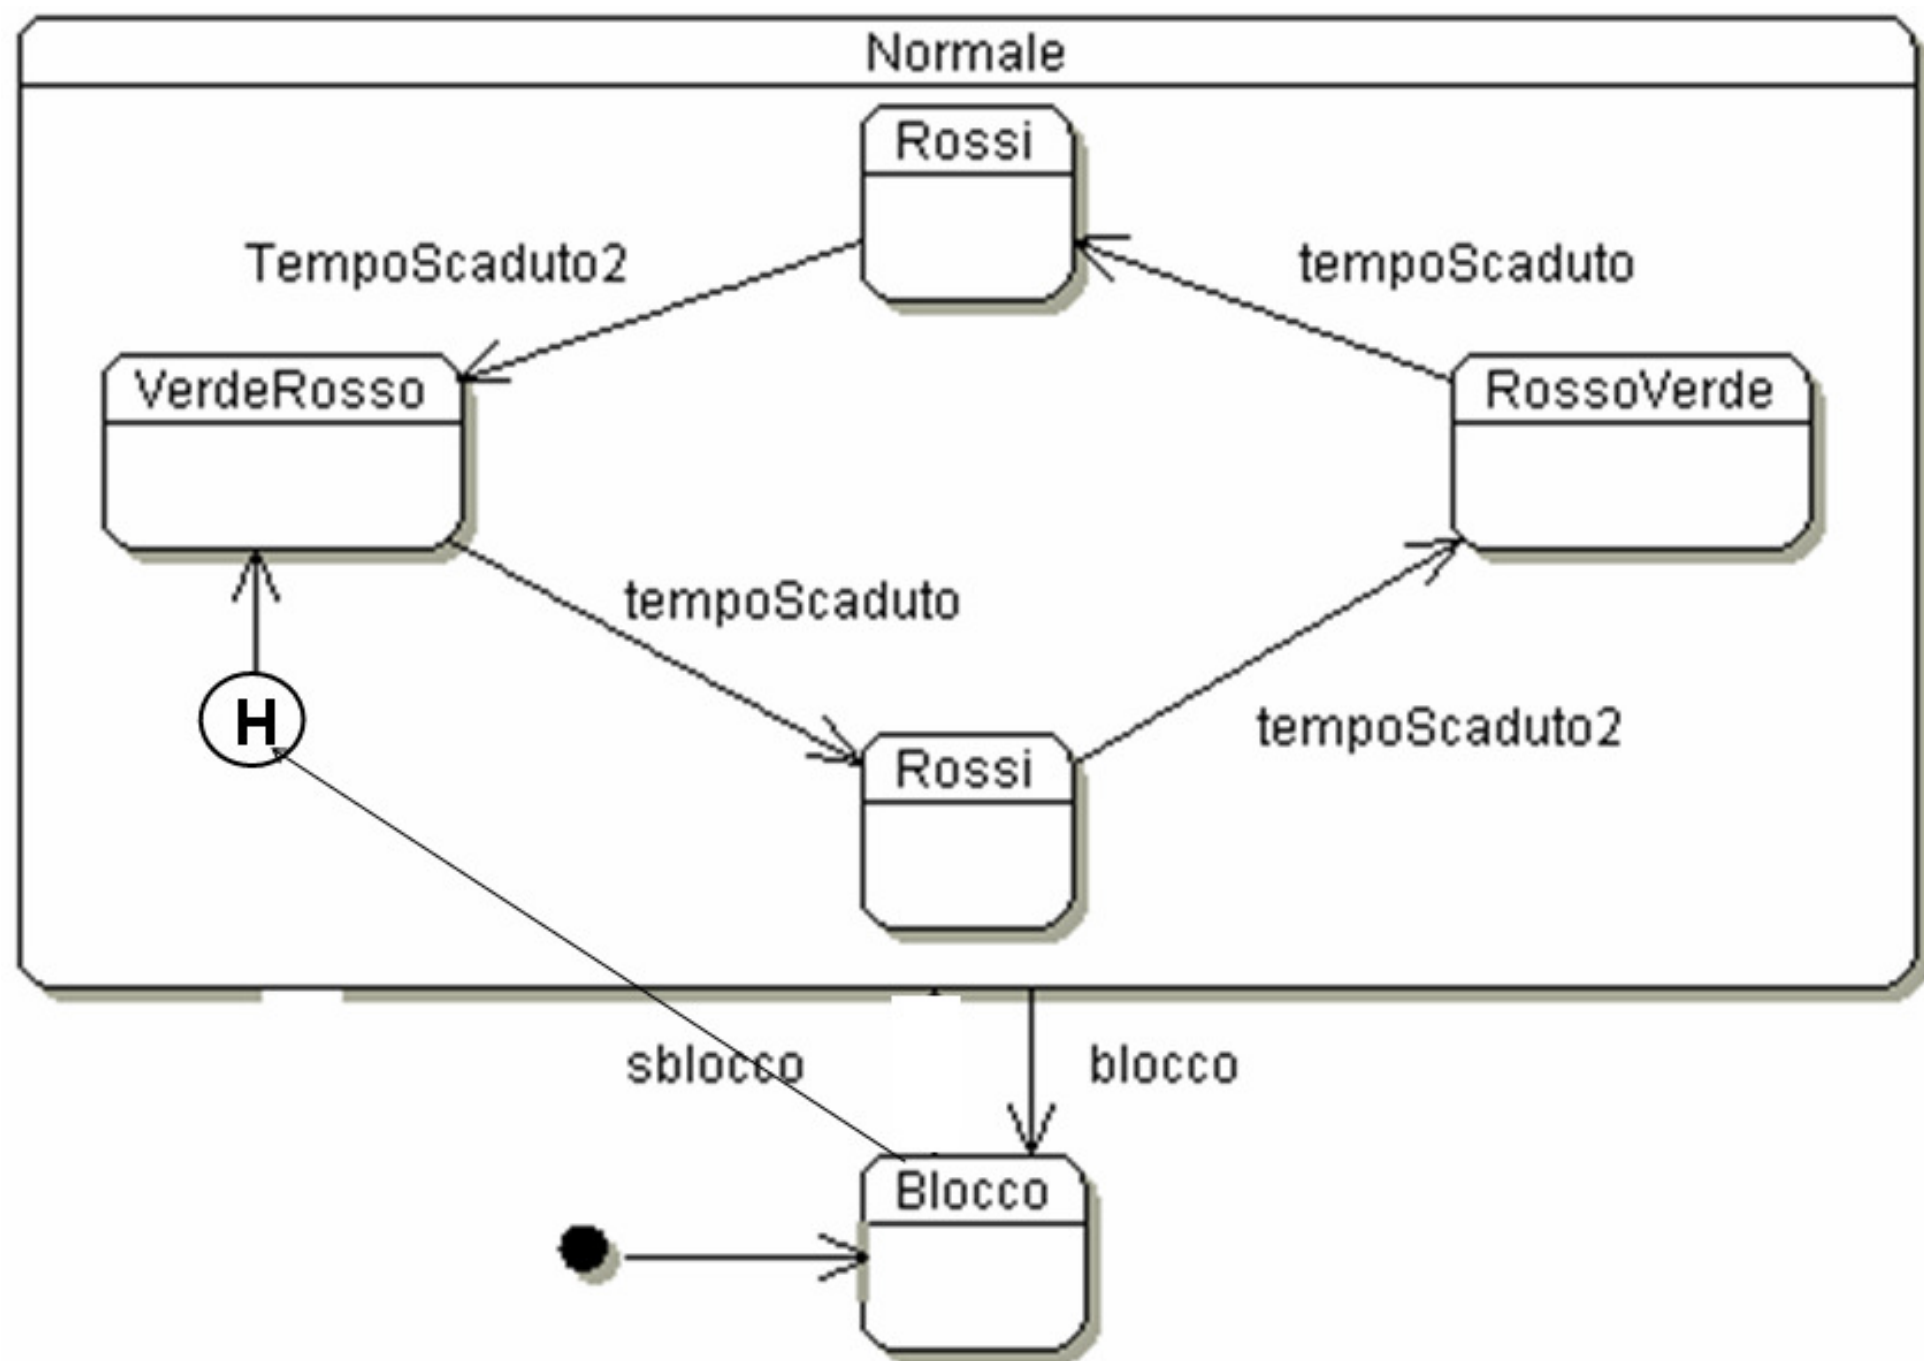 Normale
Rossi
TempoScaduto2
tempoScaduto
VerdeRosso
RossoVerde
tempoScaduto
H
tempoScaduto2
Rossi
sblocco
blocco
Blocco